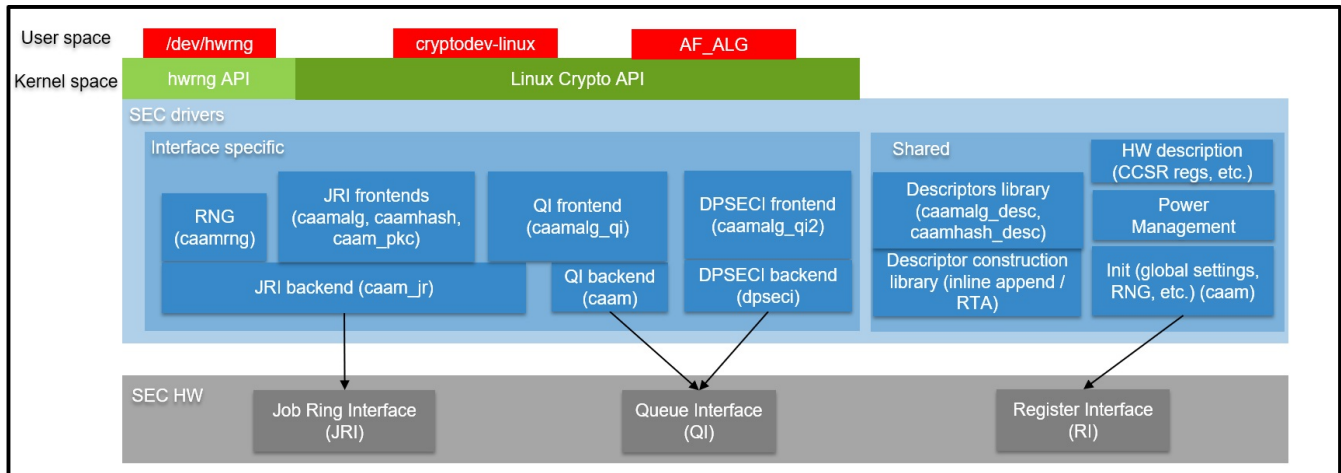 User space
/dev/hwrng
cryptodev-linux
AF_ALG
Kernel space
hwrng API
Linux Crypto API
SEC drivers
Interface specific
RNG
(caamrng)
JRI frontends
(caamalg, caamhash,
caam_pkc)
QI frontend
(caamalg_qi)
DPSECI frontend
(caamalg_qi2)
JRI backend (caam_jr)
QI backend
(caam)
DPSECI backend
(dpseci)
Shared
HW description
(CCSR regs, etc.)
Descriptors library
(caamalg_desc,
caamhash_desc)
Power
Management
Descriptor construction
library (inline append /
RTA)
Init (global settings,
RNG, etc.) (caam)
SEC HW
Job Ring Interface
(JRI)
Queue Interface
(QI)
Register Interface
(RI)